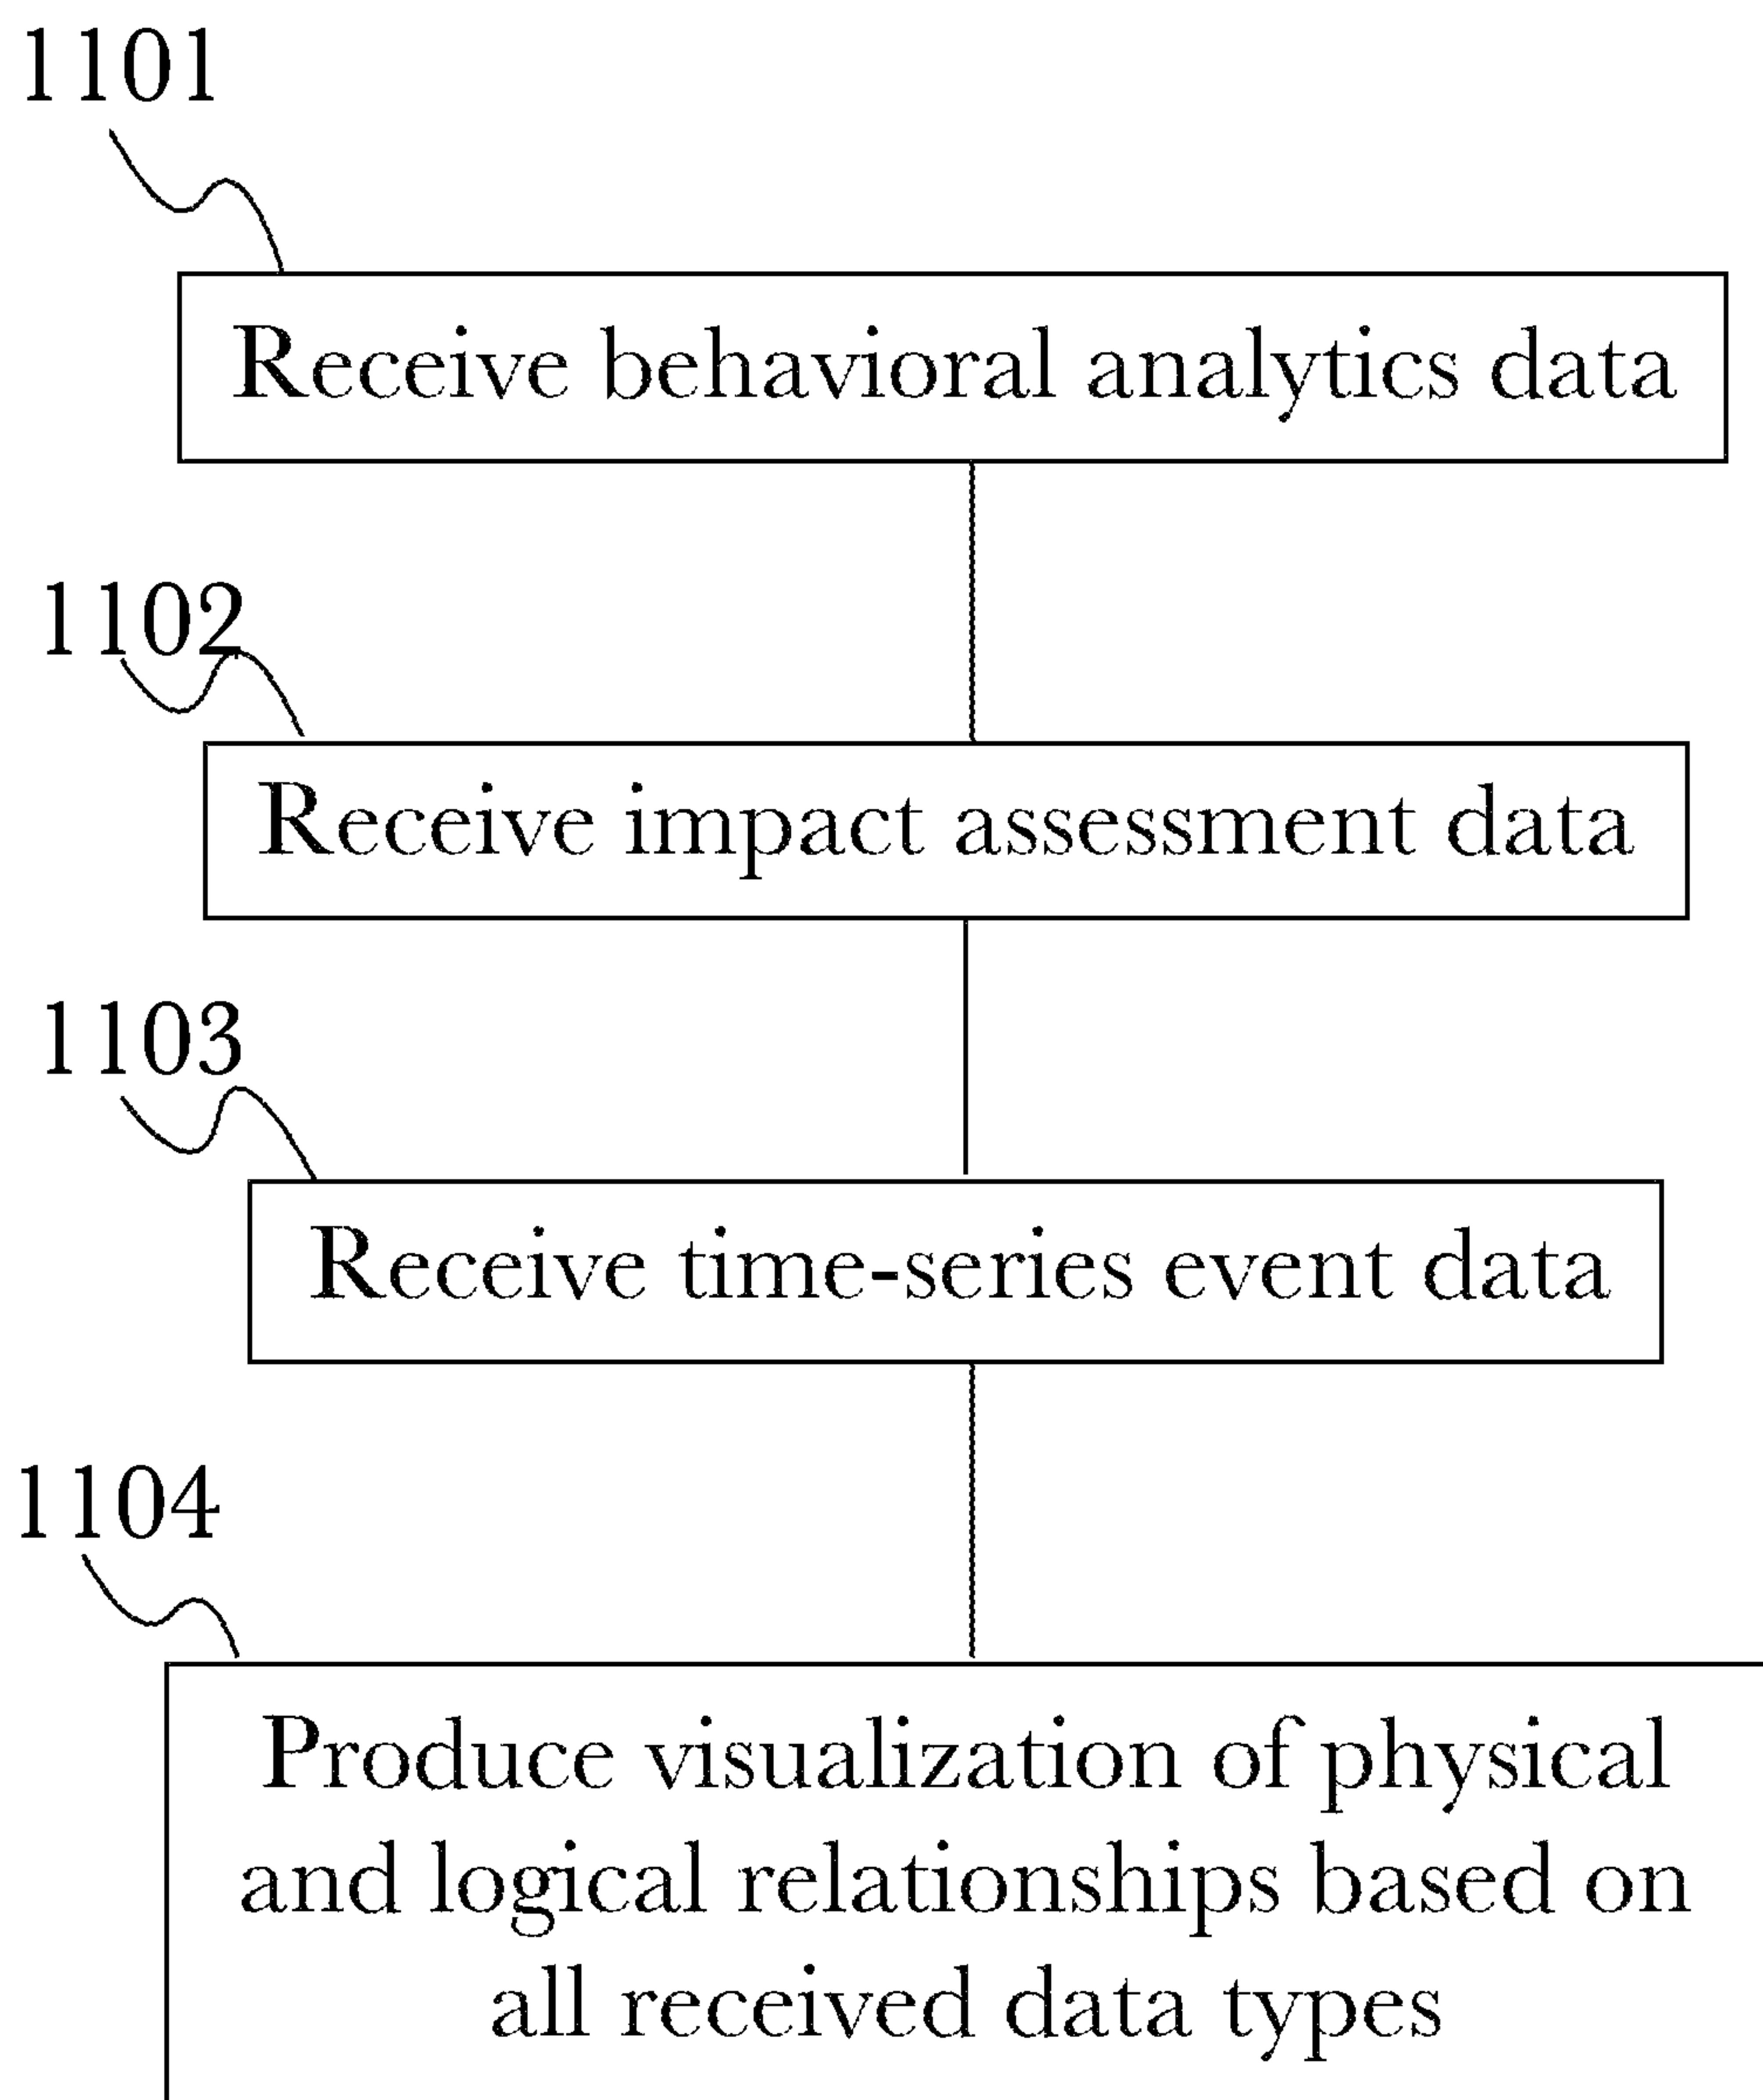 1101
Receive behavioral analytics data
1102
Receive impact assessment data
1103
Receive time-series event data
1104
Produce visualization of physical
and logical relationships based on
all received data types